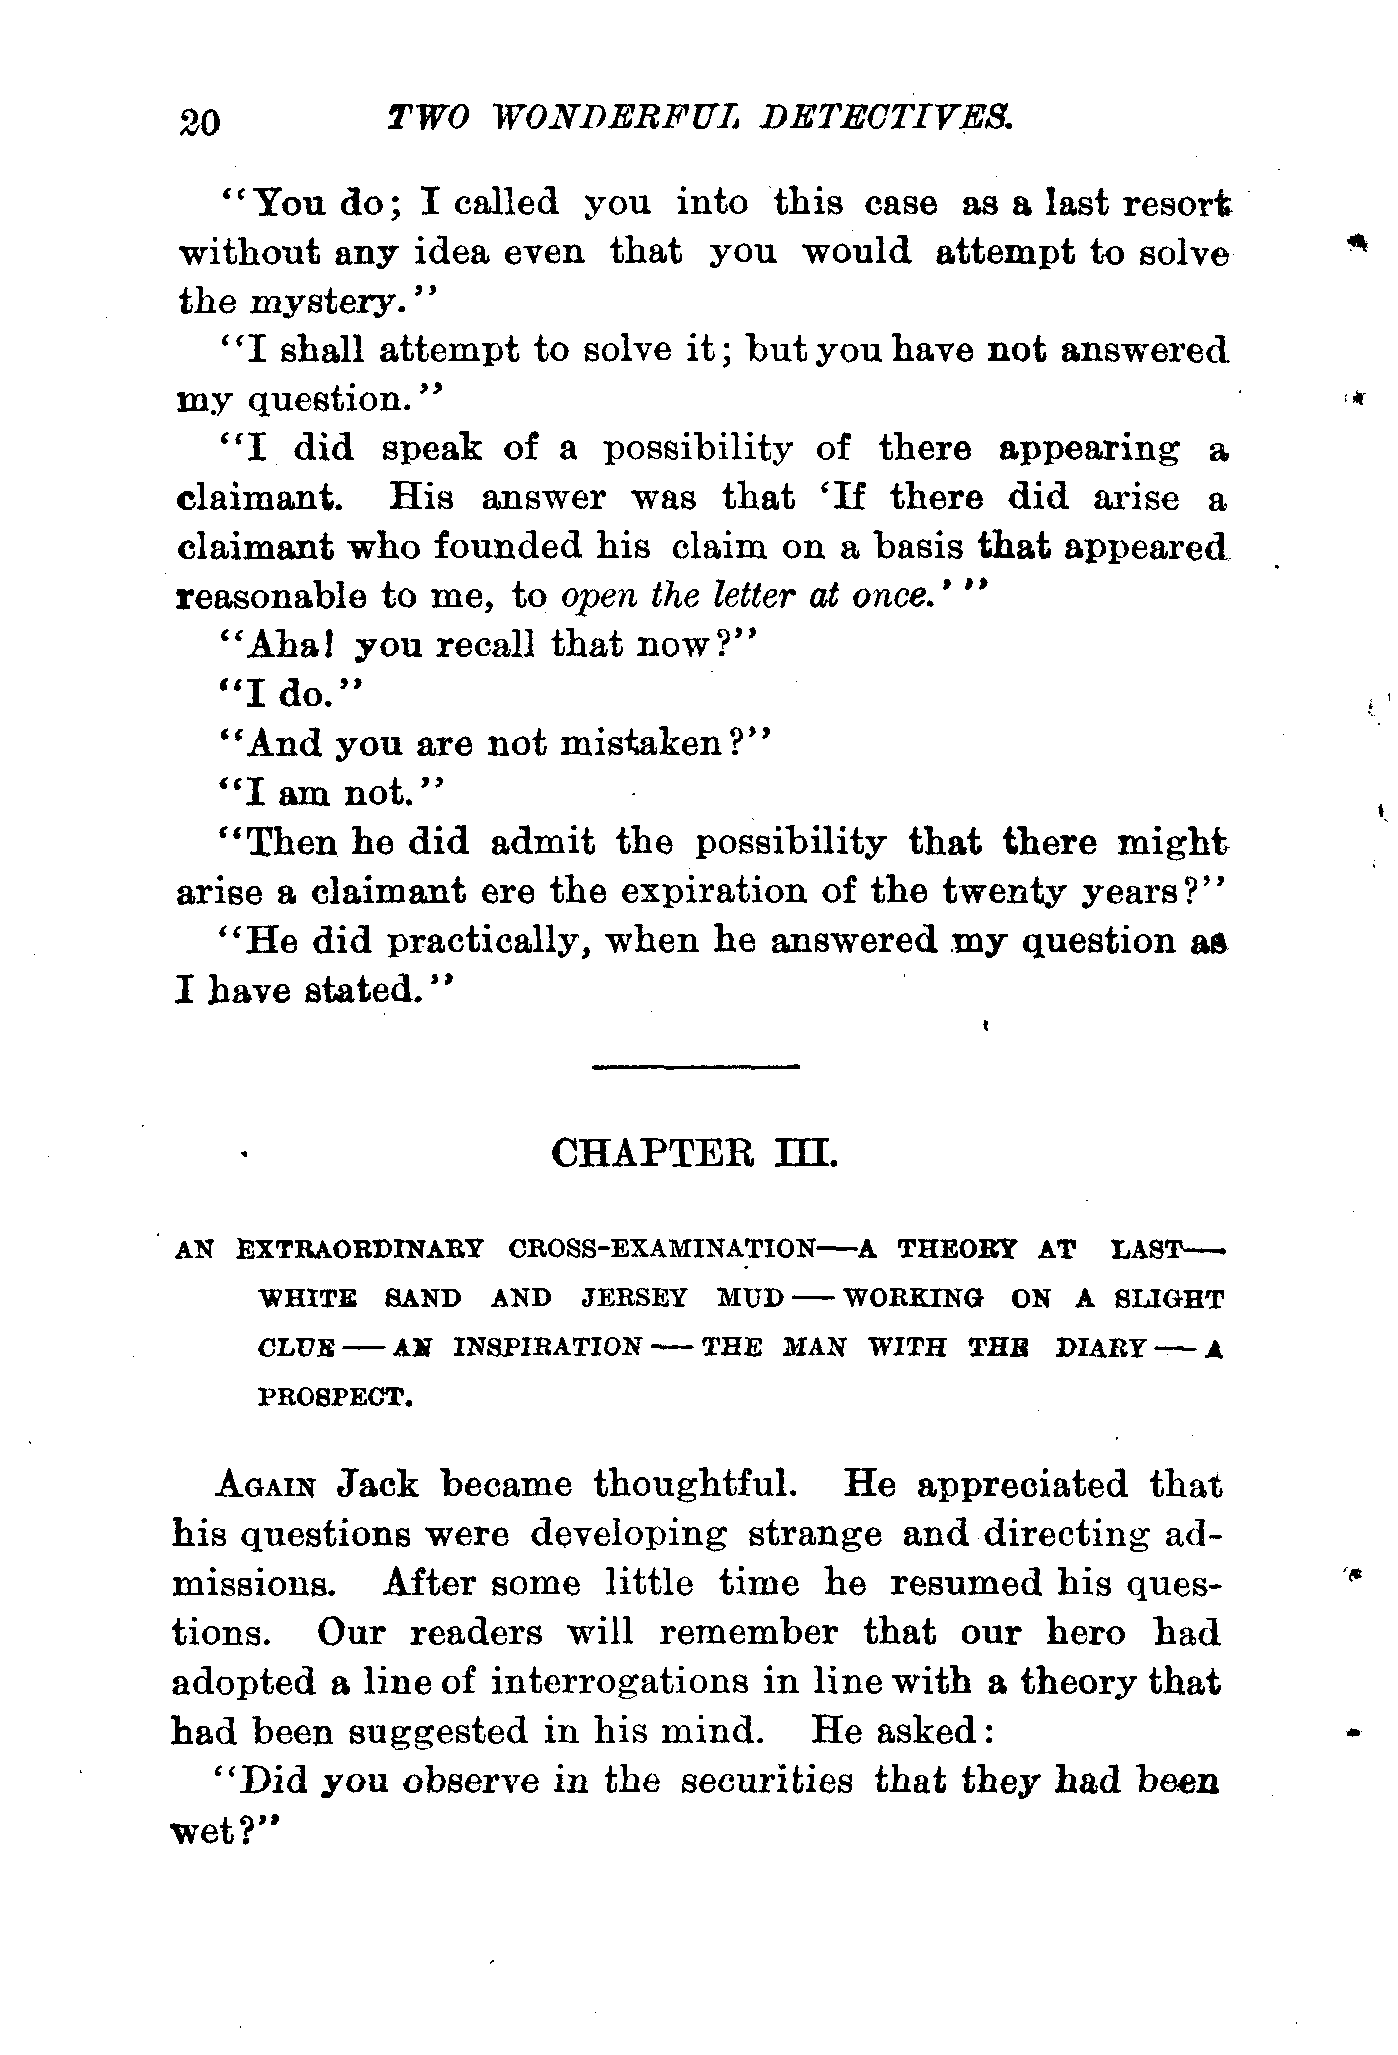 20 TWO WONDERFUL DETECTIVES.
"You do; I called you into this case as a last resort
without any idea even that you would attempt to solve
the mystery."
"I shall attempt to solve it; but you have not answered
my question."
"I did speak of a possibility of there appearing a
claimant. His answer was that 'If there did arise a
claimant who founded his claim on a basis that appeared
reasonable to me, to open the letter at once.'"
"Aha! you recall that now?"
"I do."
"And you are not mistaken?"
"I am not."
"Then he did admit the possibility that there might
arise a claimant ere the expiration of the twenty years?"
"He did practically, when he answered my question as
I have stated."
CHAPTER III.
AN EXTRAORDINARY CROSS-EXAMINATION—A THEORY AT LAST—
WHITE SAND AND JERSEY MUD—WORKING ON A SLIGHT
CLUE—AN INSPIRATION—THE MAN WITH THE DIARY—A
PROSPECT.
AGAIN Jack became thoughtful. He appreciated that
his questions were developing strange and directing ad-
missions. After some little time he resumed his ques-
tions. Our readers will remember that our hero had
adopted a line of interrogations in line with a theory that
had been suggested in his mind. He asked:
"Did you observe in the securities that they had been
wet?"